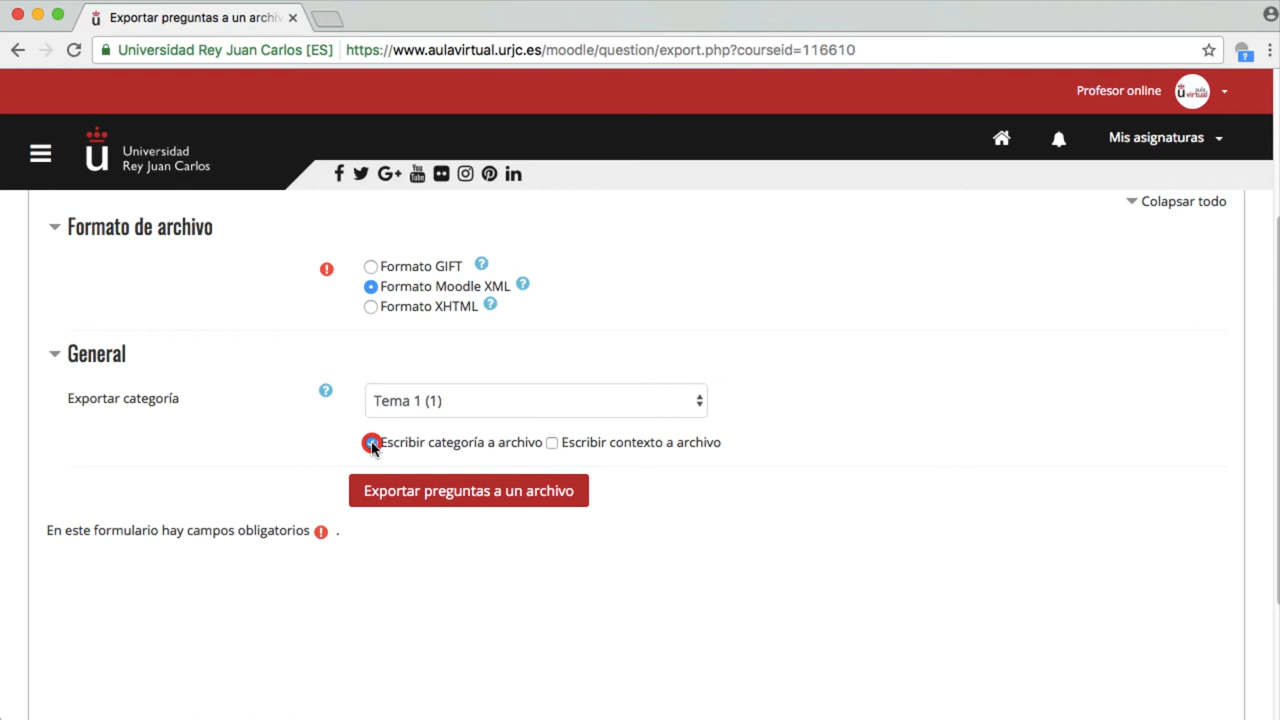 Exportar preguntas a un archiv
Universidad Rey Juan Carlos [ES] https://www.aulavirtual.urjc.es/moodle/question/export.php?courseid=116610
Profesor online
aula
virtual
Universidad
Rey Juan Carlos
Mis asignaturas
Colapsar todo
Formato de archivo
Formato GIFT
Formato Moodle XML
Formato XHTML
General
Exportar categoría
Tema 1 (1)
Escribir categoría a archivo Escribir contexto a archivo
Exportar preguntas a un archivo
En este formulario hay campos obligatorios .